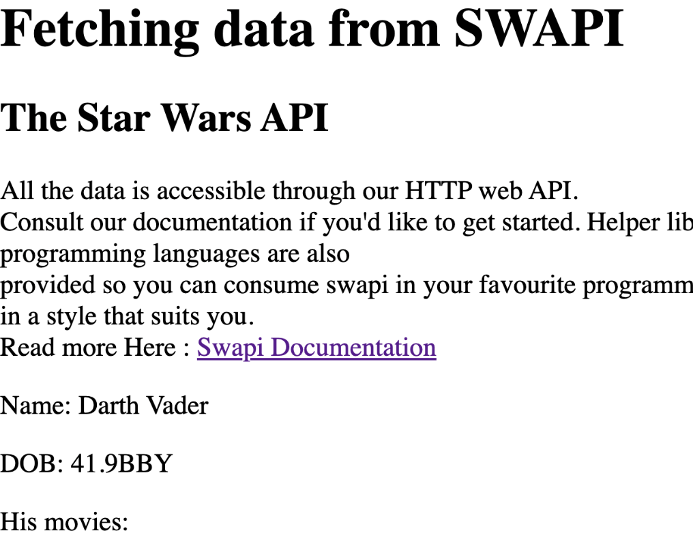 Fetching data from SWAPI
The Star Wars API
All the data is accessible through our HTTP web API.
Consult our documentation if you'd like to get started. Helper lib
programming languages are also
provided so you can consume swapi in your favourite programm
in a style that suits you.
Read more Here : Swapi Documentation
Name: Darth Vader
DOB: 41.9BBY
His movies: